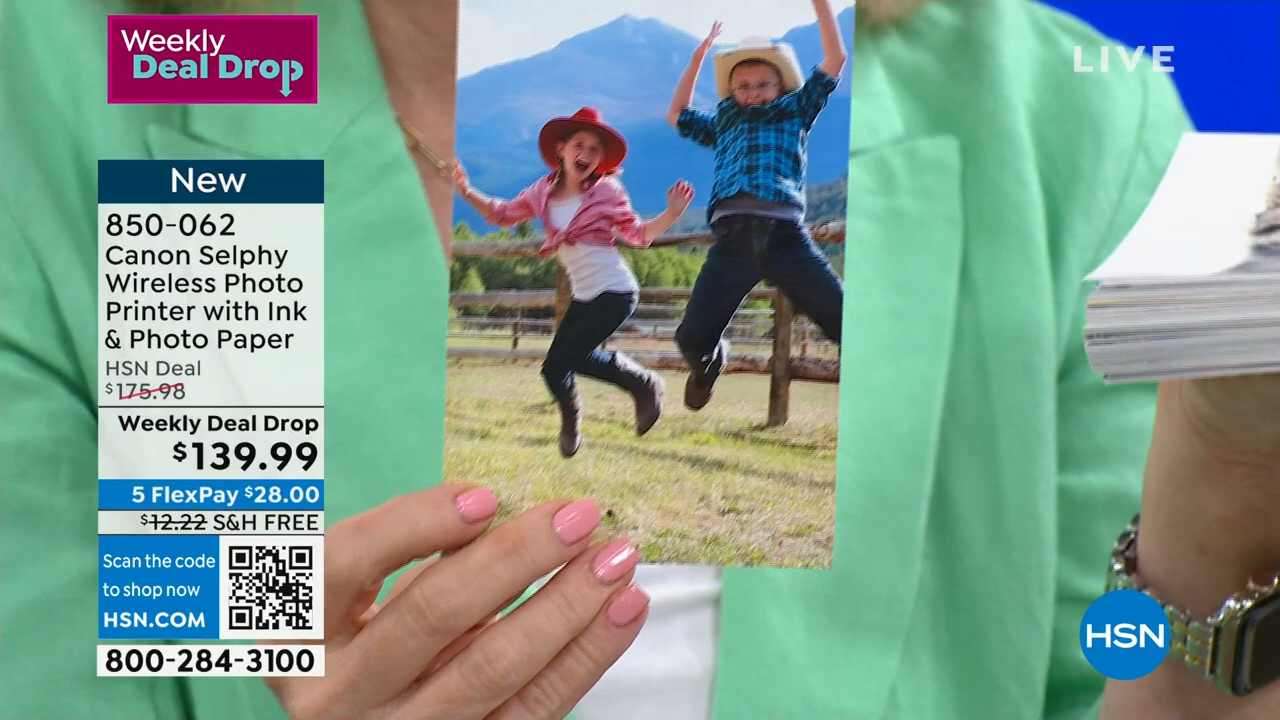 Weekly
Deal Drop
LIVE
New
850-062
Canon Selphy
Wireless Photo
Printer with Ink
& Photo Paper
HSN Deal
$175.98
Weekly Deal Drop
$139.99
5 FlexPay $28.00
$12.22 S&H FREE
Scan the code
to shop now
HSN.COM
800-284-3100
HSN